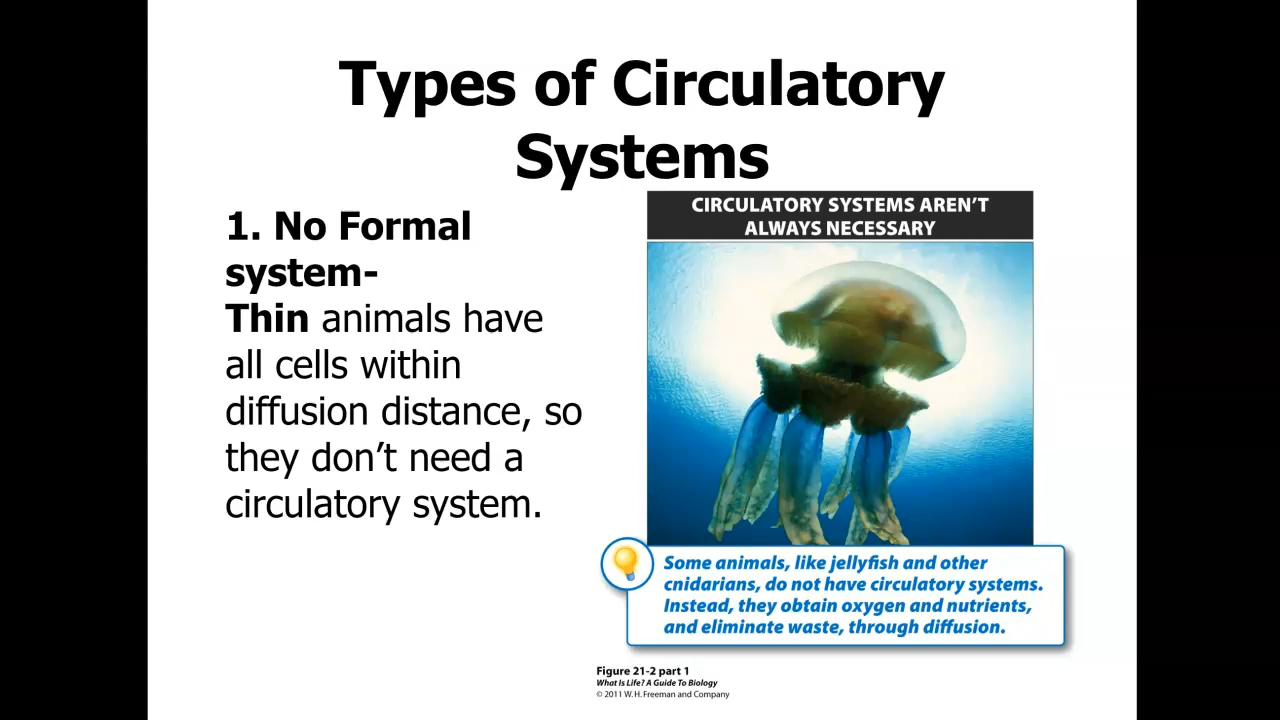 Types of Circulatory
Systems
1. No Formal
system-
Thin animals have
all cells within
diffusion distance, so
they don’t need a
circulatory system.
CIRCULATORY SYSTEMS AREN’T
ALWAYS NECESSARY
Some animals, like jellyfish and other
cnidarians, do not have circulatory systems.
Instead, they obtain oxygen and nutrients,
and eliminate waste, through diffusion.
Figure 21-2 part 1
What Is Life? A Guide To Biology
© 2011 W. H. Freeman and Company